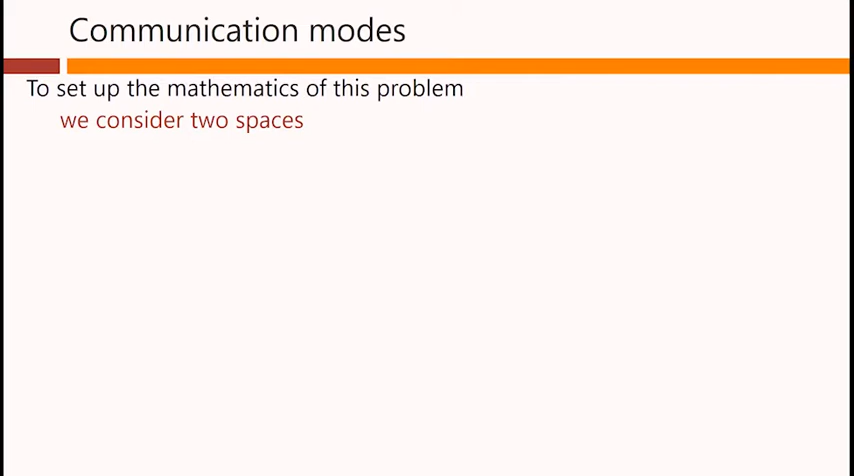 Communication modes
To set up the mathematics of this problem
we consider two spaces